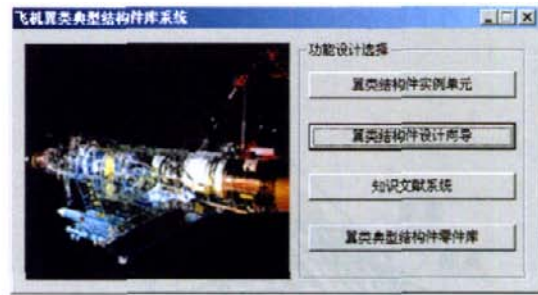 飞机翼类典型结构件库系统
功能设计选择
翼类结构件实例单元
翼类结构件设计向导
知识文献系统
翼类典型结构件零件库